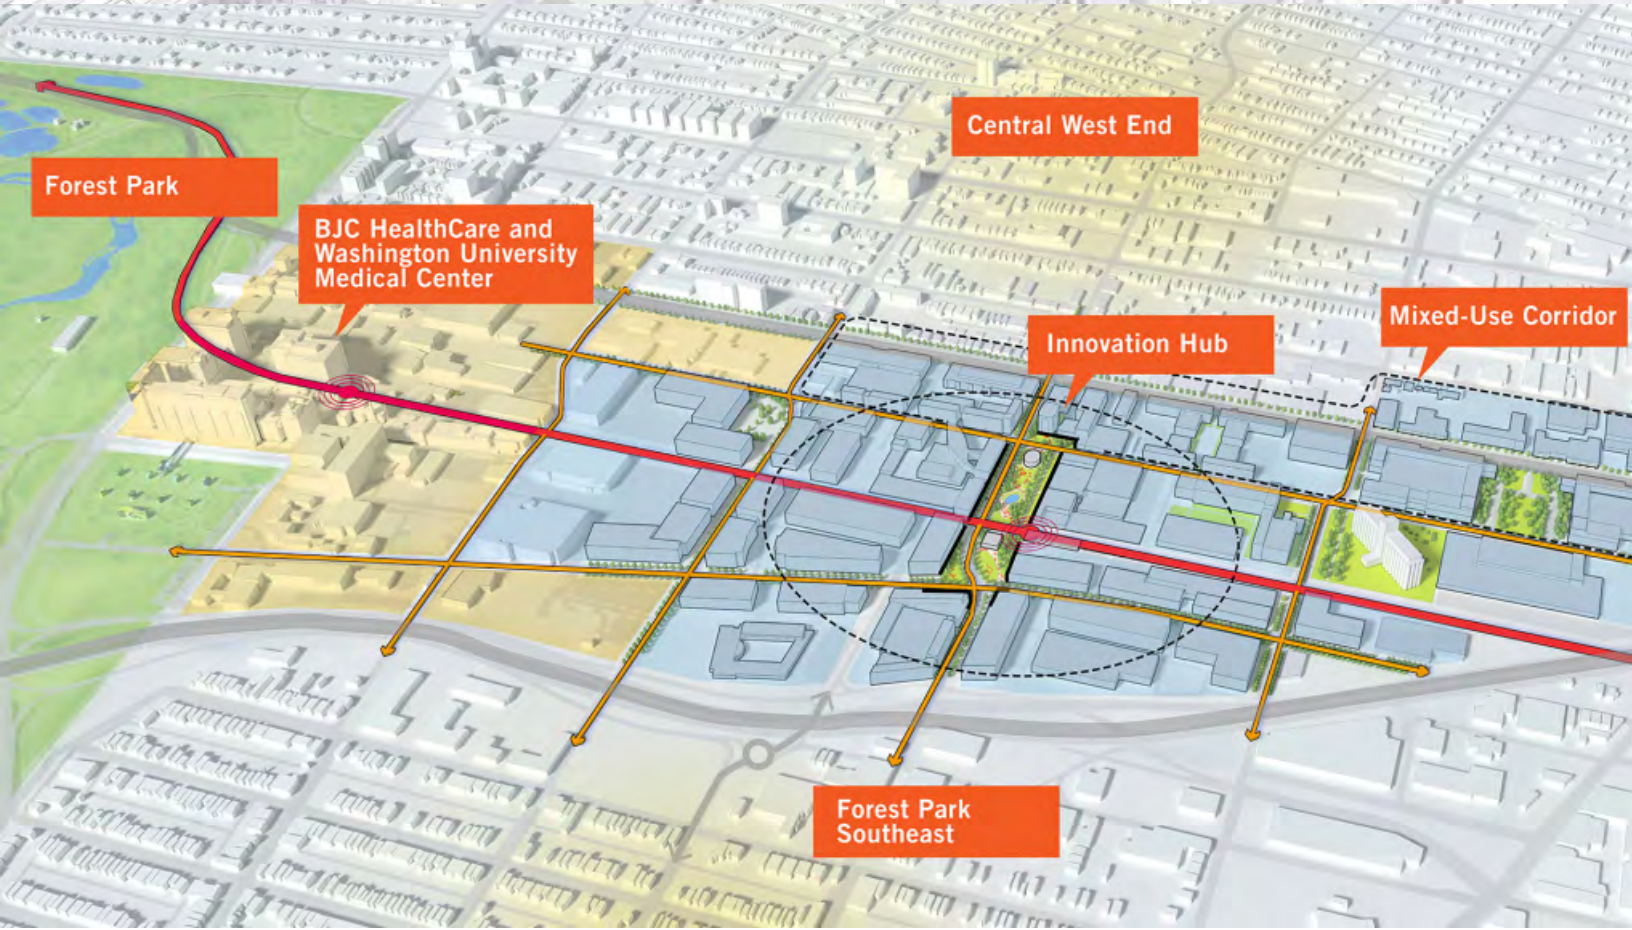 Central West End
Forest Park
BJC HealthCare and
Washington University
Medical Center
Mixed-Use Corridor
Innovation Hub
Forest Park
Southeast